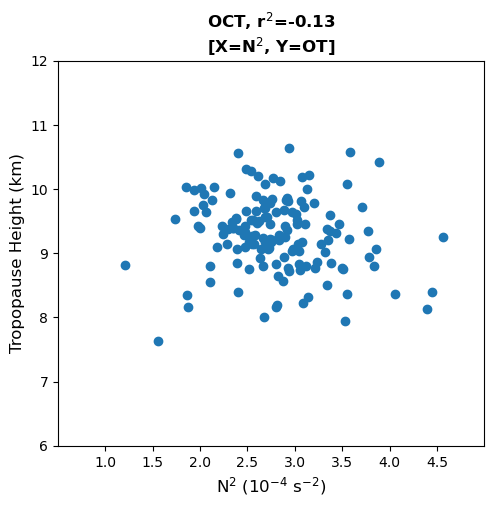 OCT, r²=-0.13
[X=N², Y=OT]
12
11
10
9
8
7
6
Tropopause Height (km)
1.0 1.5 2.0 2.5 3.0 3.5 4.0 4.5
N² (10⁻⁴ s⁻²)